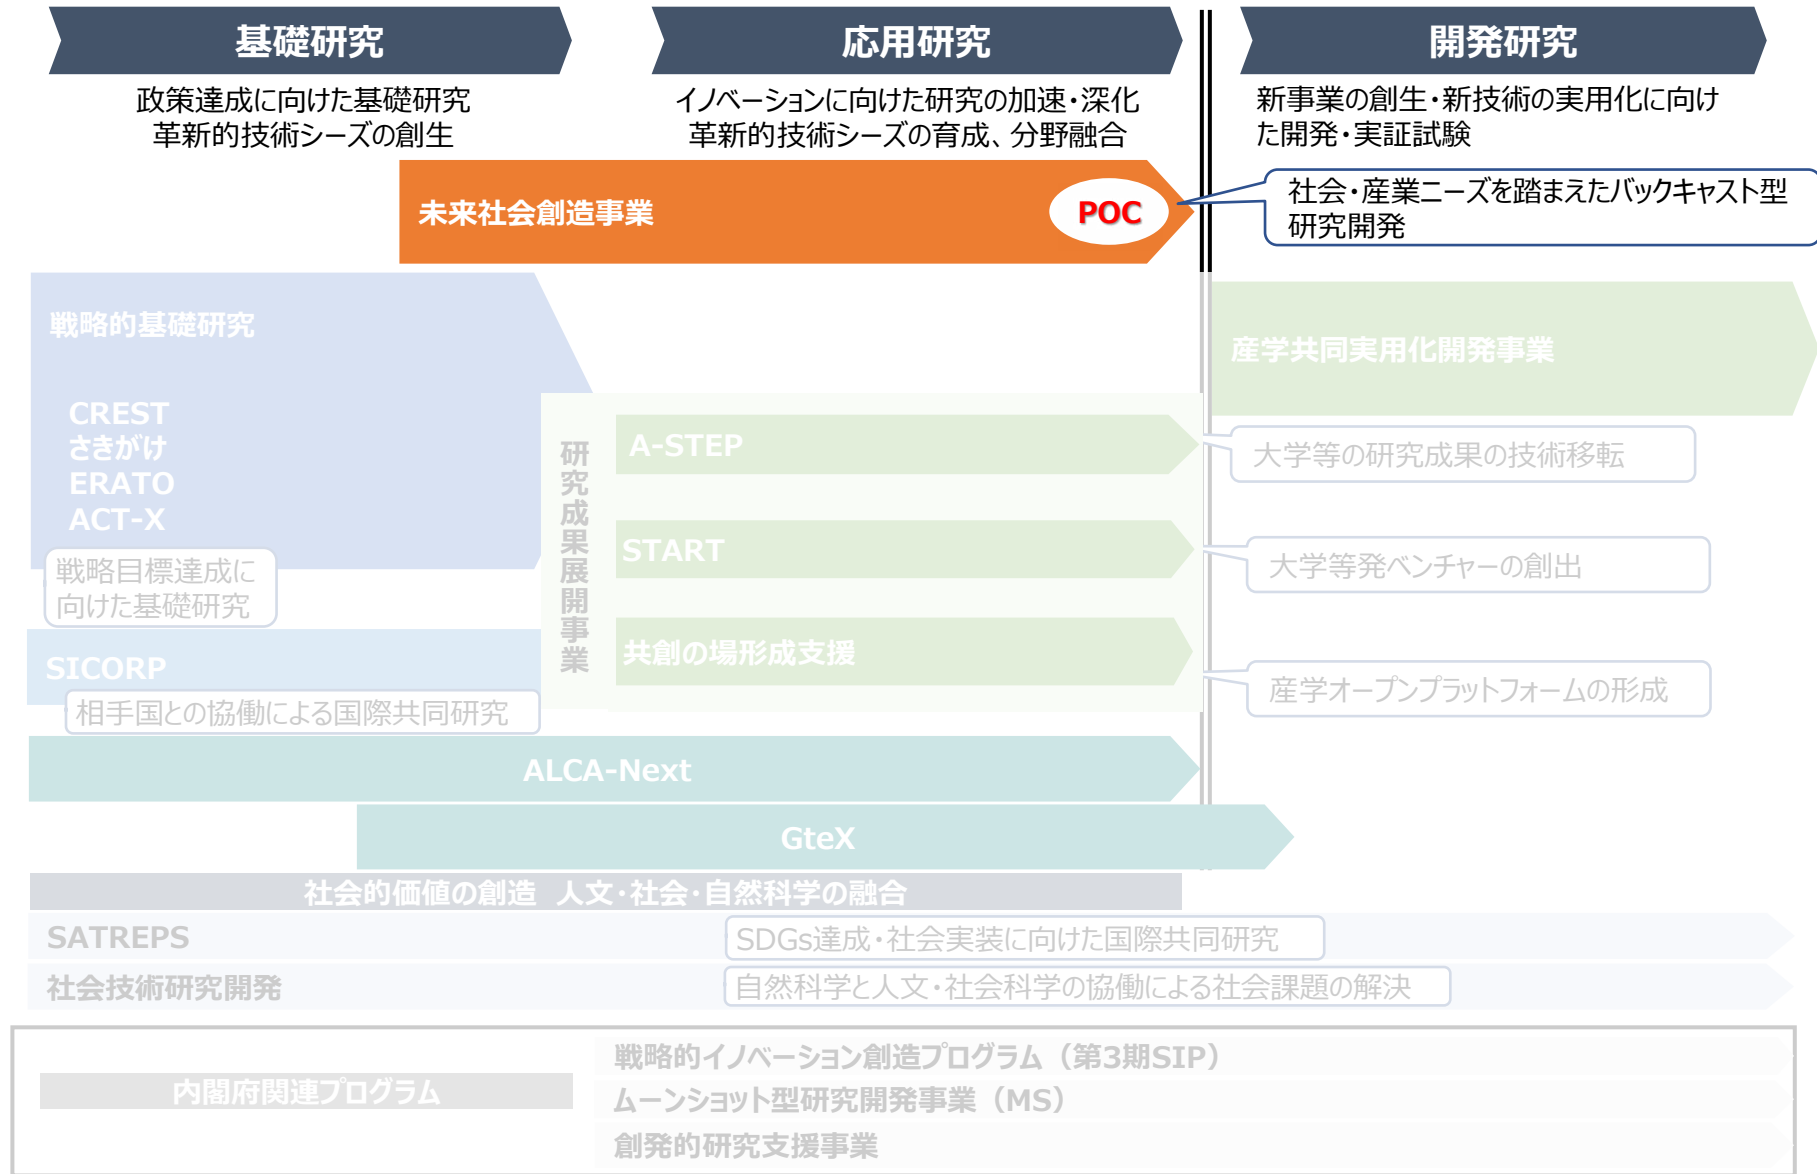 基礎研究
応用研究
開発研究
政策達成に向けた基礎研究
革新的技術シーズの創生
イノベーションに向けた研究の加速・深化
革新的技術シーズの育成、分野融合
新事業の創生・新技術の実用化に向け
た開発・実証試験
未来社会創造事業
POC
社会・産業ニーズを踏まえたバックキャスト型
研究開発
戦略的基礎研究
CREST
さきがけ
ERATO
ACT-X
戦略目標達成に
向けた基礎研究
SICORP
相手国との協働による国際共同研究
研究成果展開事業
A-STEP
START
共創の場形成支援
産学共同実用化開発事業
大学等の研究成果の技術移転
大学等発ベンチャーの創出
産学オープンプラットフォームの形成
ALCA-Next
GteX
社会的価値の創造 人文・社会・自然科学の融合
SATREPS
SDGs達成・社会実装に向けた国際共同研究
社会技術研究開発
自然科学と人文・社会科学の協働による社会課題の解決
内閣府関連プログラム
戦略的イノベーション創造プログラム（第3期SIP）
ムーンショット型研究開発事業（MS）
創発的研究支援事業